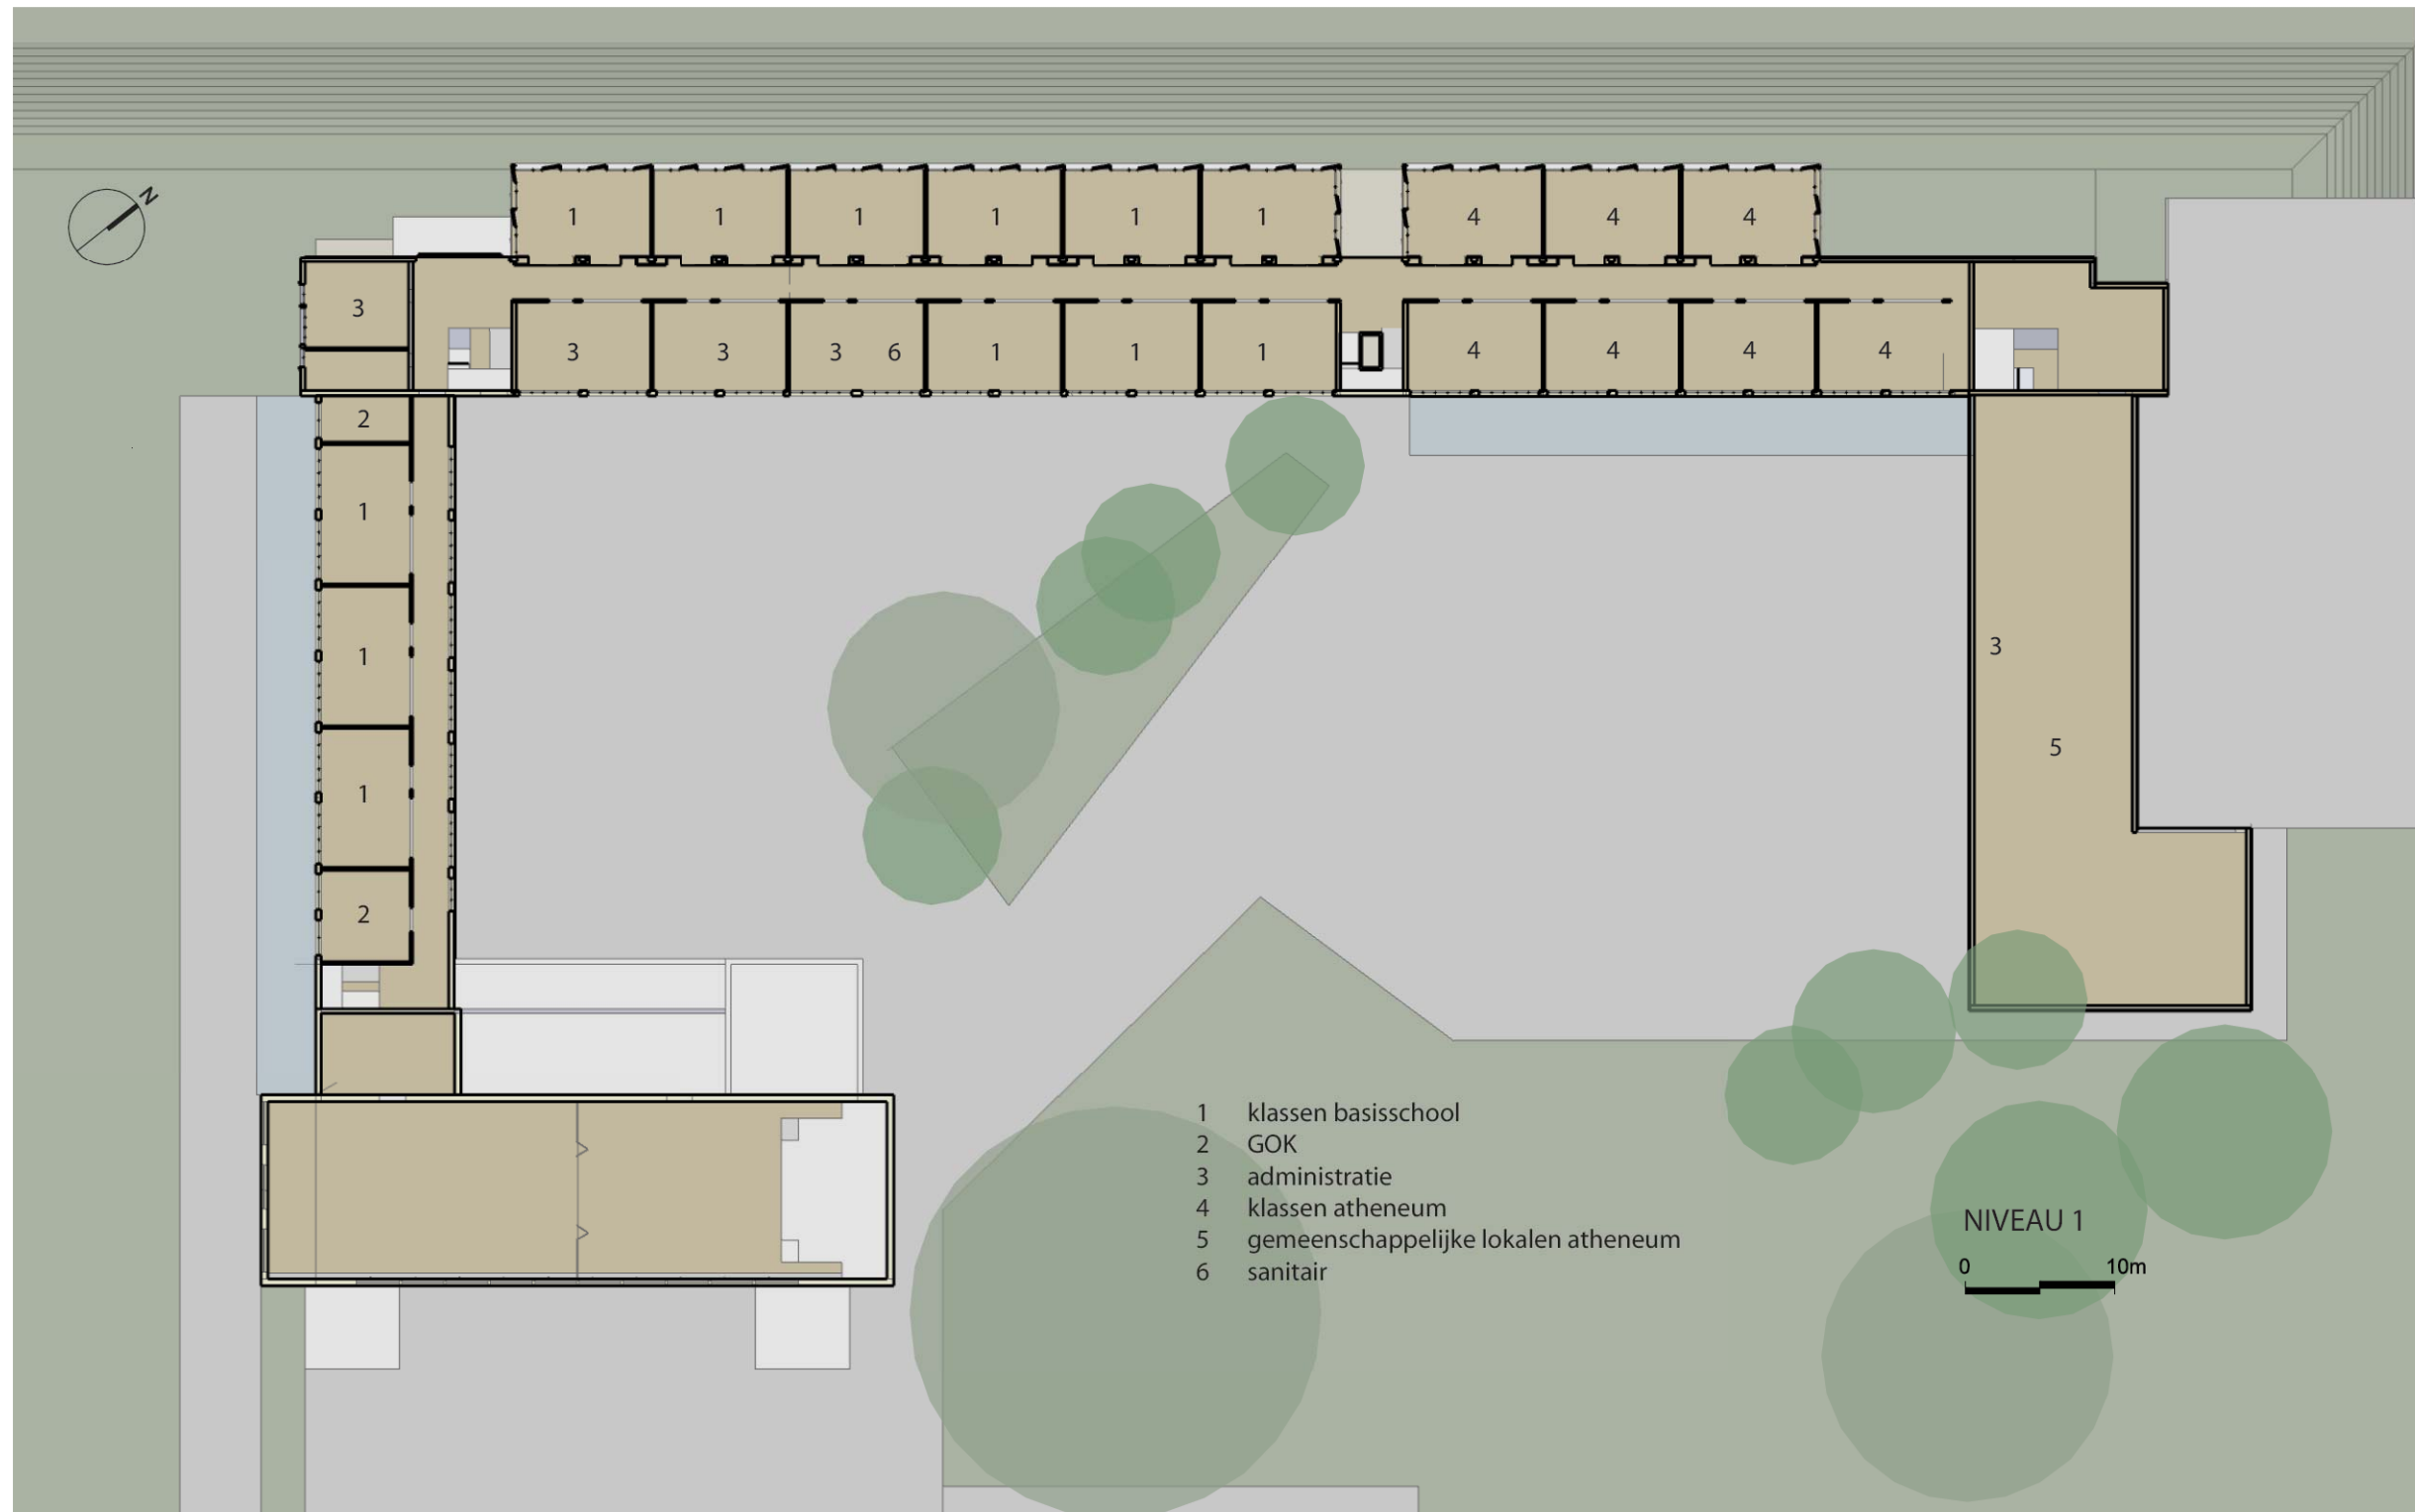 N
1 1 1 1 1 1 4 4 4
3
3 3 3 6 1 1 1 4 4 4 4
2
1
1
1
2
3
5
1 klassen basisschool
2 GOK
3 administratie
4 klassen atheneum
5 gemeenschappelijke lokalen atheneum
6 sanitair
NIVEAU 1
0 10m